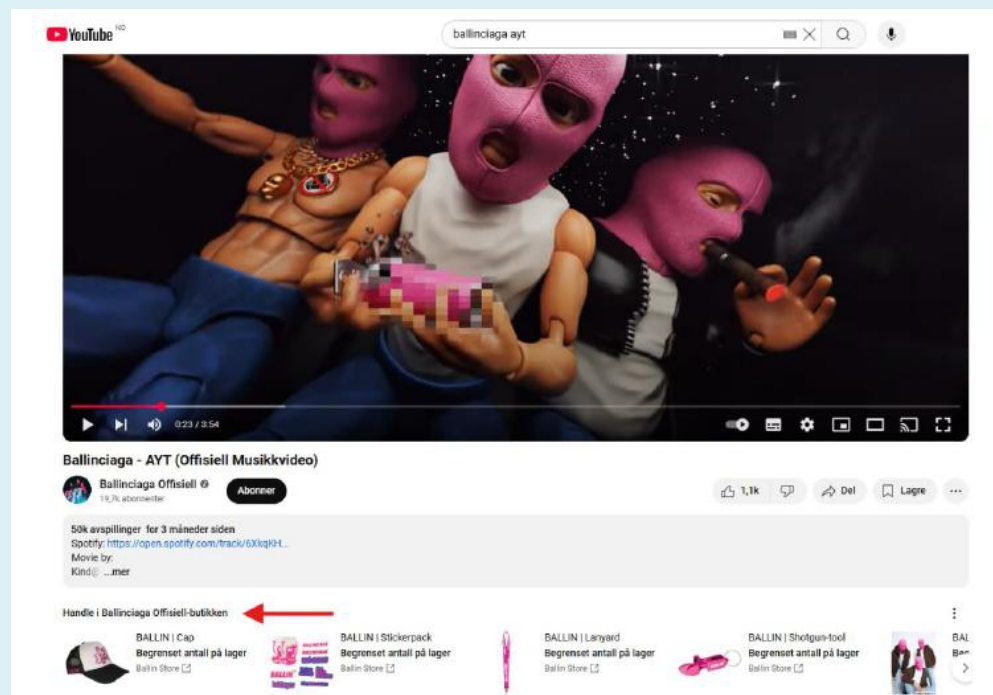 YouTube NO
ballinciaga ayt
0:23 / 3:54
Ballinciaga - AYT (Offisiell Musikkvideo)
Ballinciaga Offisiell
19,7k abonnenter
Abonner
1,1k
Del
Lagre
50k avspillinger for 3 måneder siden
Spotify: https://open.spotify.com/track/6XkqKH...
Movie by:
Kind@ ...mer
Handle i Ballinciaga Offisiell-butikken
BALLIN | Cap
Begrenset antall på lager
Ballin Store
BALLIN | Stickerpack
Begrenset antall på lager
Ballin Store
BALLIN | Lanyard
Begrenset antall på lager
Ballin Store
BALLIN | Shotgun-tool
Begrenset antall på lager
Ballin Store
BAL